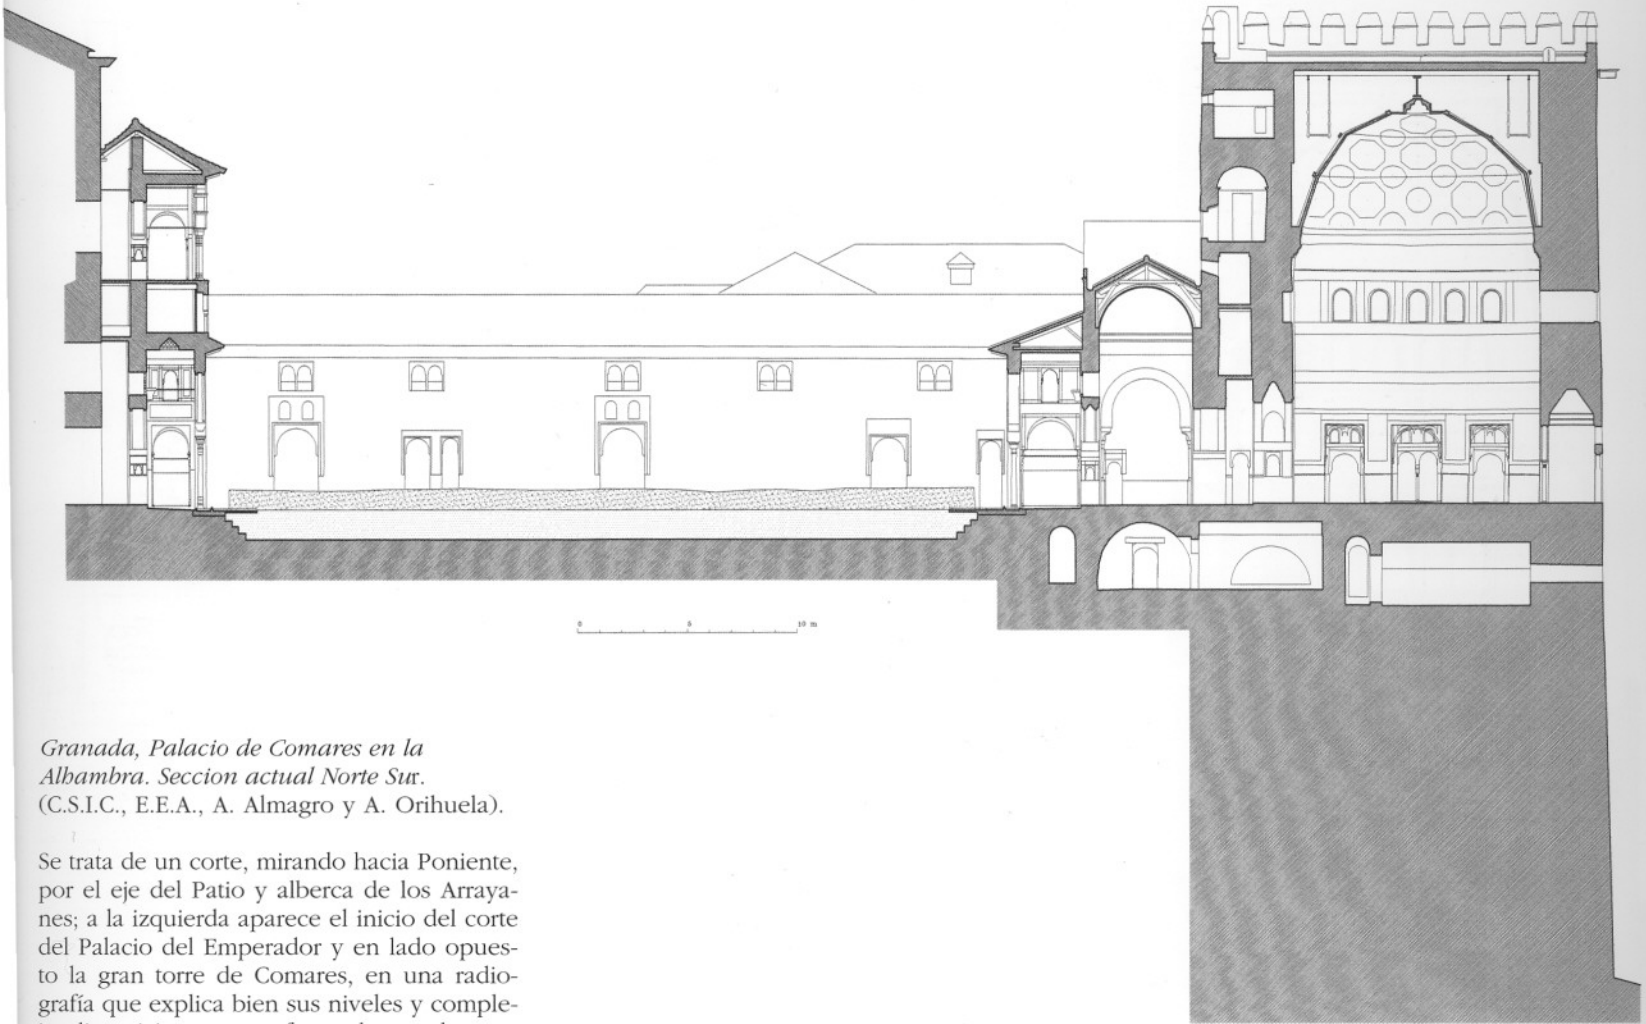 0 5 10 m
Granada, Palacio de Comares en la
Alhambra. Seccion actual Norte Sur.
(C.S.I.C., E.E.A., A. Almagro y A. Orihuela).
Se trata de un corte, mirando hacia Poniente,
por el eje del Patio y alberca de los Arraya-
nes; a la izquierda aparece el inicio del corte
del Palacio del Emperador y en lado opues-
to la gran torre de Comares, en una radio-
grafía que explica bien sus niveles y comple-